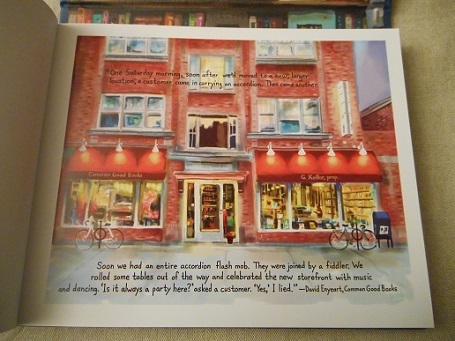 "One Saturday morning, soon after we'd moved to a new, larger
location, a customer came in carrying an accordion. Then came another.
Common Good Books
G. Keillor, prop.
Soon we had an entire accordion flash mob. They were joined by a fiddler. We
rolled some tables out of the way and celebrated the new storefront with music
and dancing. 'Is it always a party here?' asked a customer. 'Yes,' I lied." —David Enyeart, Common Good Books